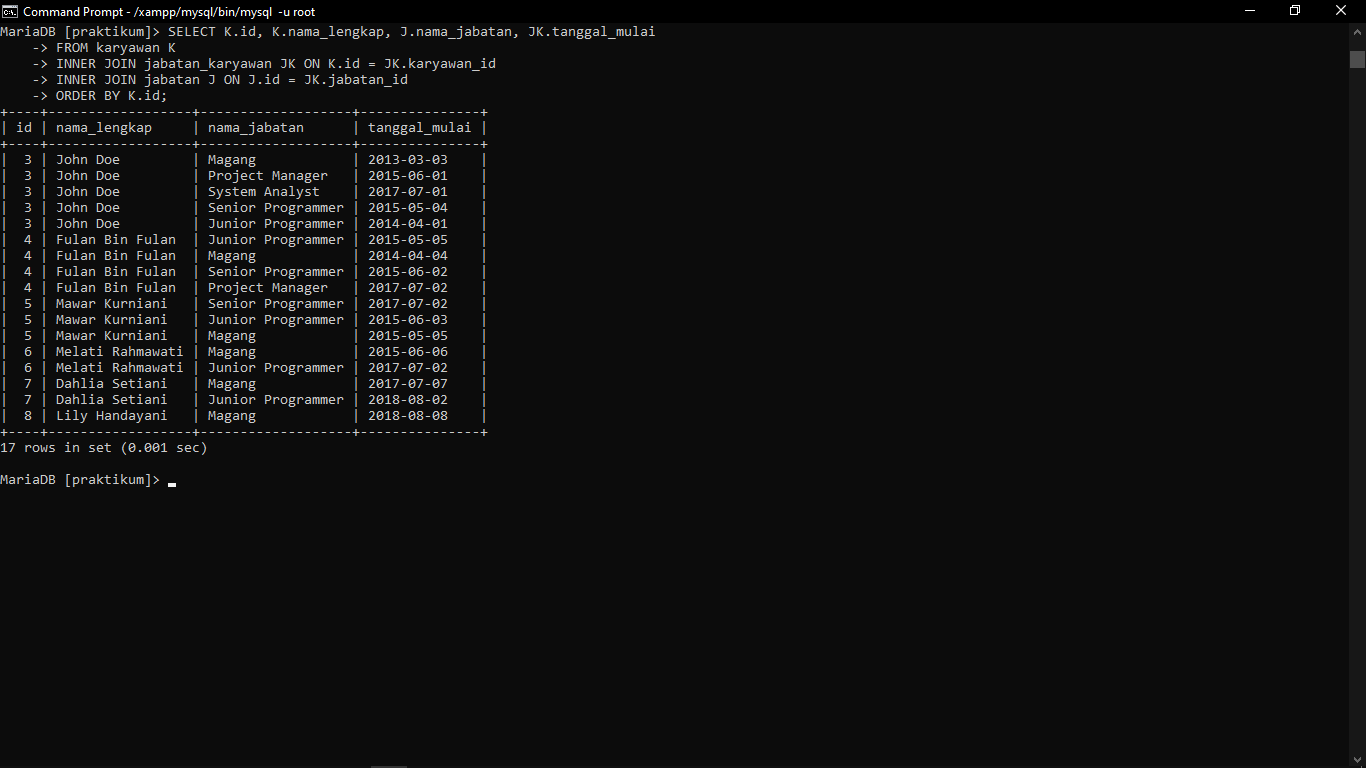 Command Prompt - /xampp/mysql/bin/mysql -u root
MariaDB [praktikum]> SELECT K.id, K.nama_lengkap, J.nama_jabatan, JK.tanggal_mulai
    -> FROM karyawan K
    -> INNER JOIN jabatan_karyawan JK ON K.id = JK.karyawan_id
    -> INNER JOIN jabatan J ON J.id = JK.jabatan_id
    -> ORDER BY K.id;
+----+------------------+-------------------+---------------+
| id | nama_lengkap     | nama_jabatan      | tanggal_mulai |
+----+------------------+-------------------+---------------+
|  3 | John Doe         | Magang            | 2013-03-03    |
|  3 | John Doe         | Project Manager   | 2015-06-01    |
|  3 | John Doe         | System Analyst    | 2017-07-01    |
|  3 | John Doe         | Senior Programmer | 2015-05-04    |
|  3 | John Doe         | Junior Programmer | 2014-04-01    |
|  4 | Fulan Bin Fulan  | Junior Programmer | 2015-05-05    |
|  4 | Fulan Bin Fulan  | Magang            | 2014-04-04    |
|  4 | Fulan Bin Fulan  | Senior Programmer | 2015-06-02    |
|  4 | Fulan Bin Fulan  | Project Manager   | 2017-07-02    |
|  5 | Mawar Kurniani   | Senior Programmer | 2017-07-02    |
|  5 | Mawar Kurniani   | Junior Programmer | 2015-06-03    |
|  5 | Mawar Kurniani   | Magang            | 2015-05-05    |
|  6 | Melati Rahmawati | Magang            | 2015-06-06    |
|  6 | Melati Rahmawati | Junior Programmer | 2017-07-02    |
|  7 | Dahlia Setiani   | Magang            | 2017-07-07    |
|  7 | Dahlia Setiani   | Junior Programmer | 2018-08-02    |
|  8 | Lily Handayani   | Magang            | 2018-08-08    |
+----+------------------+-------------------+---------------+
17 rows in set (0.001 sec)
MariaDB [praktikum]>